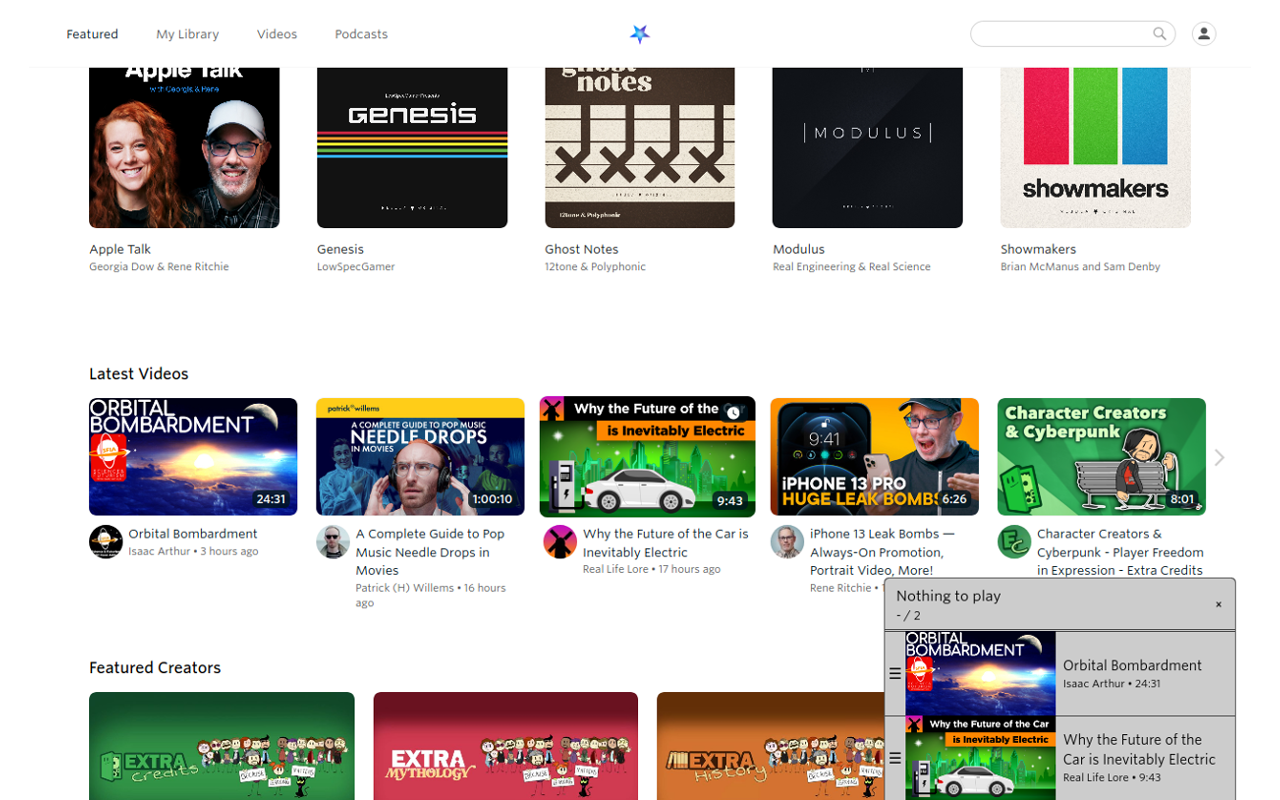 Featured
My Library
Videos
Podcasts
Apple Talk
with Georgia & Rene
Genesis
ghost
notes
12tone & Polyphonic
|MODULUS|
showmakers
Apple Talk
Georgia Dow & Rene Ritchie
Genesis
LowSpecGamer
Ghost Notes
12tone & Polyphonic
Modulus
Real Engineering & Real Science
Showmakers
Brian McManus and Sam Denby
Latest Videos
ORBITAL
BOMBARDMENT
24:31
patrick (H) willems
A COMPLETE GUIDE TO POP MUSIC
NEEDLE DROPS
IN MOVIES
1:00:10
Why the Future of the Car
is Inevitably Electric
9:43
9:41
iPHONE 13 PRO
HUGE LEAK BOMBS
6:26
Character Creators
& Cyberpunk
8:01
Orbital Bombardment
Isaac Arthur • 3 hours ago
A Complete Guide to Pop
Music Needle Drops in
Movies
Patrick (H) Willems • 16 hours
ago
Why the Future of the Car is
Inevitably Electric
Real Life Lore • 17 hours ago
iPhone 13 Leak Bombs —
Always-On Promotion,
Portrait Video, More!
Rene Ritchie •
Character Creators &
Cyberpunk - Player Freedom
in Expression - Extra Credits
Featured Creators
EXTRA
Credits
EXTRA
MYTHOLOGY
EXTRA
History
Nothing to play
- / 2
×
ORBITAL
BOMBARDMENT
Orbital Bombardment
Isaac Arthur • 24:31
Why the Future of the Car
is Inevitably Electric
Why the Future of the
Car is Inevitably Electric
Real Life Lore • 9:43